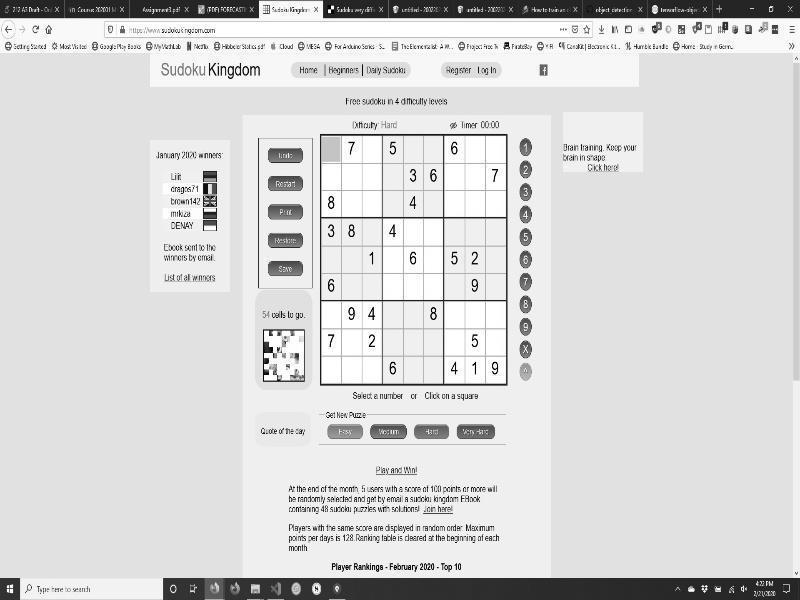 212 A3 Draft - Go
Course: 202001
Assignment3.pdf
(PDF) FORECASTI
Sudoku Kingdom
Sudoku very diffi
untitled - 200220
untitled - 200220
How to train an o
object_detection
tensorflow-objec
https://www.sudokukingdom.com
Getting Started
Most Visited
Google Play Books
MyMathLab
Netflix
Hibbeler Statics.pdf
iCloud
MEGA
For Arduino Series - S...
The Elementalist: A W...
Project Free Tv
PirateBay
YIFI
CanaKit | Electronic Kit...
Humble Bundle
Home : Study in Germ...
Sudoku Kingdom
Home
Beginners
Daily Sudoku
Register
Log In
f
Free sudoku in 4 difficulty levels
Difficulty: Hard
Timer 00:00
January 2020 winners:
Lilit
dragos71
brown142
mrkiza
DENAY
Ebook sent to the
winners by email.
List of all winners
Undo
Restart
Print
Restore
Save
54 cells to go.
7 5 6
3 6 7
8 4
3 8 4
1 6 5 2
6 9
9 4 8
7 2 5
6 4 1 9
1
2
3
4
5
6
7
8
9
X
^
Brain training. Keep your
brain in shape.
Click here!
Select a number or Click on a square
Quote of the day
Get New Puzzle
Easy
Medium
Hard
Very Hard
Play and Win!
At the end of the month, 5 users with a score of 100 points or more will
be randomly selected and get by email a sudoku kingdom EBook
containing 48 sudoku puzzles with solutions! Join here!
Players with the same score are displayed in random order. Maximum
points per days is 128.Ranking table is cleared at the beginning of each
month.
Player Rankings - February 2020 - Top 10
Type here to search
4:22 PM
2/21/2020